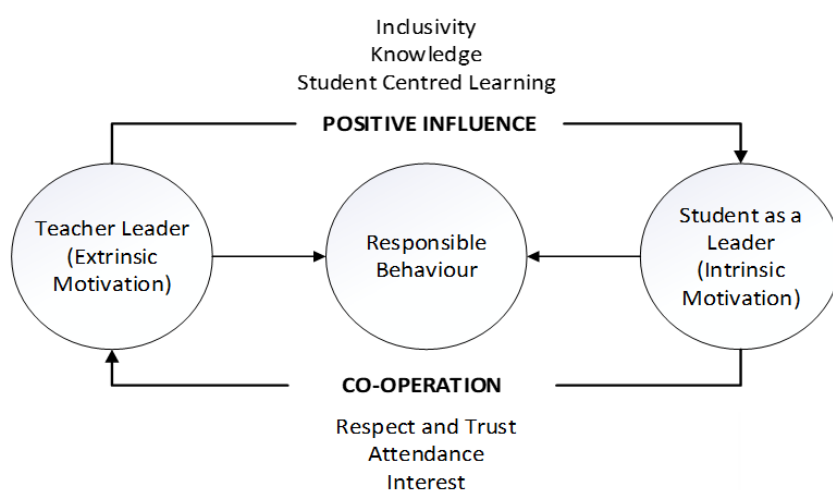 Inclusivity
Knowledge
Student Centred Learning
POSITIVE INFLUENCE
Teacher Leader
(Extrinsic
Motivation)
Responsible
Behaviour
Student as a
Leader
(Intrinsic
Motivation)
CO-OPERATION
Respect and Trust
Attendance
Interest